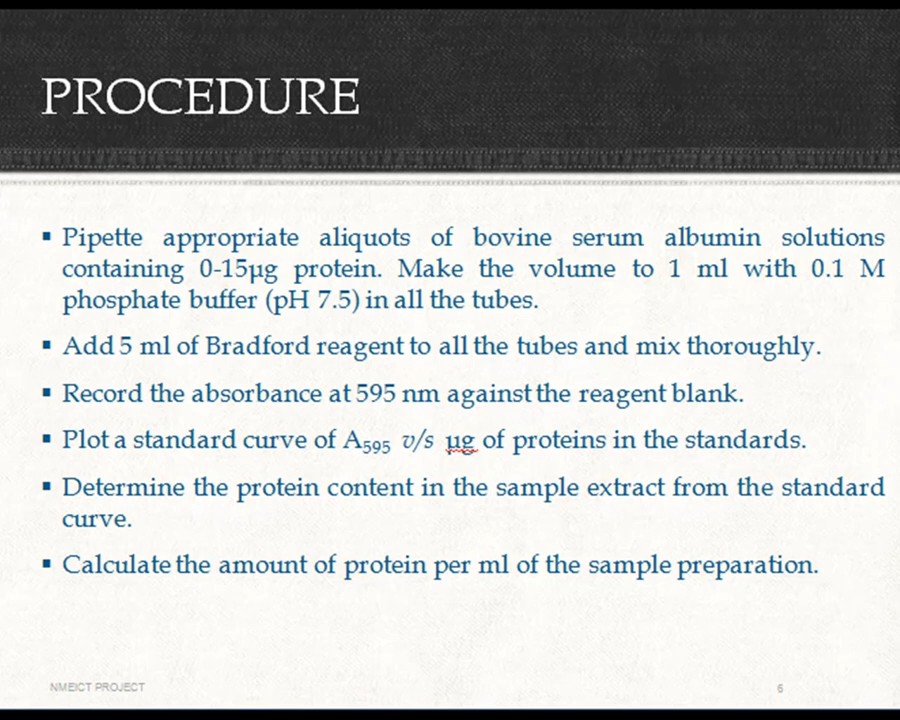 PROCEDURE
▪ Pipette appropriate aliquots of bovine serum albumin solutions
containing 0-15µg protein. Make the volume to 1 ml with 0.1 M
phosphate buffer (pH 7.5) in all the tubes.
▪ Add 5 ml of Bradford reagent to all the tubes and mix thoroughly.
▪ Record the absorbance at 595 nm against the reagent blank.
▪ Plot a standard curve of A₅₉₅ v/s µg of proteins in the standards.
▪ Determine the protein content in the sample extract from the standard
curve.
▪ Calculate the amount of protein per ml of the sample preparation.
NMEICT PROJECT
6